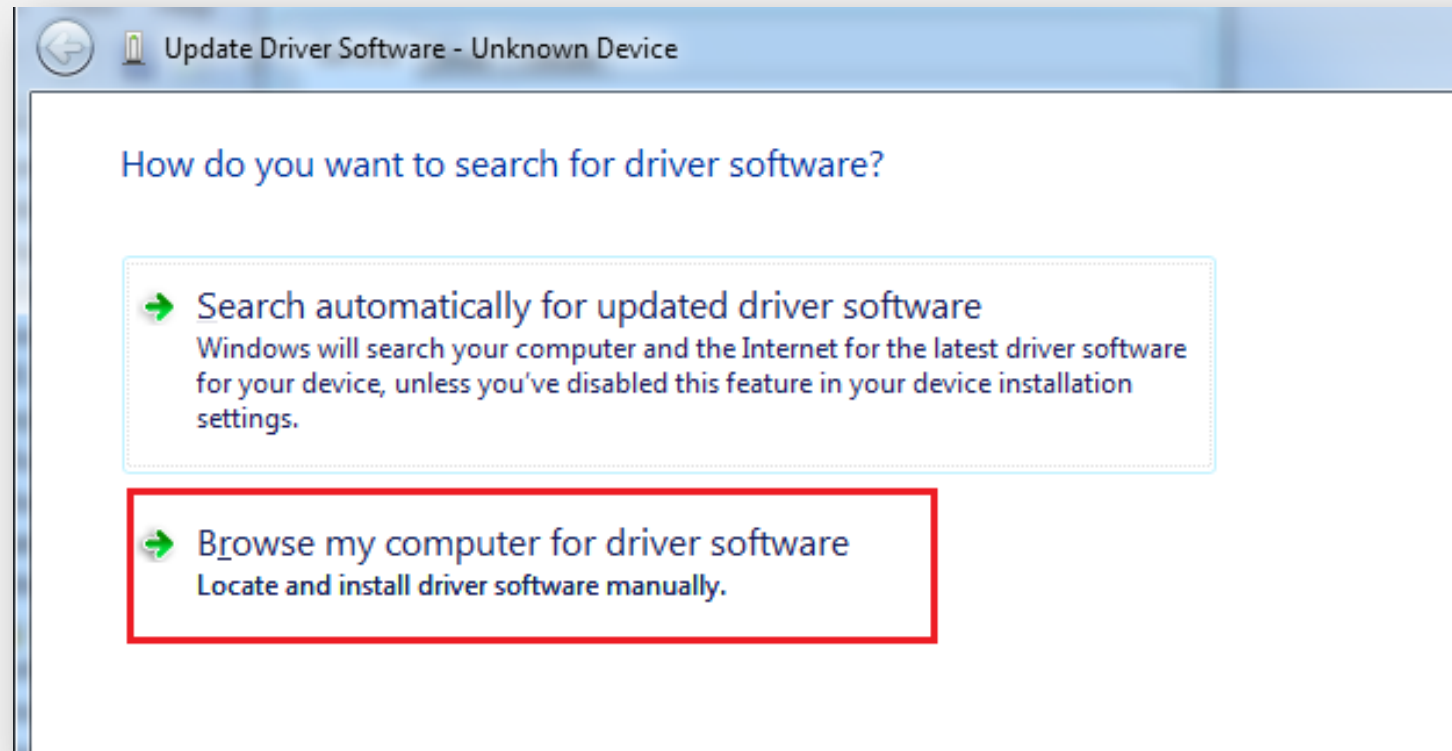 Update Driver Software - Unknown Device
How do you want to search for driver software?
Search automatically for updated driver software
Windows will search your computer and the Internet for the latest driver software
for your device, unless you've disabled this feature in your device installation
settings.
Browse my computer for driver software
Locate and install driver software manually.